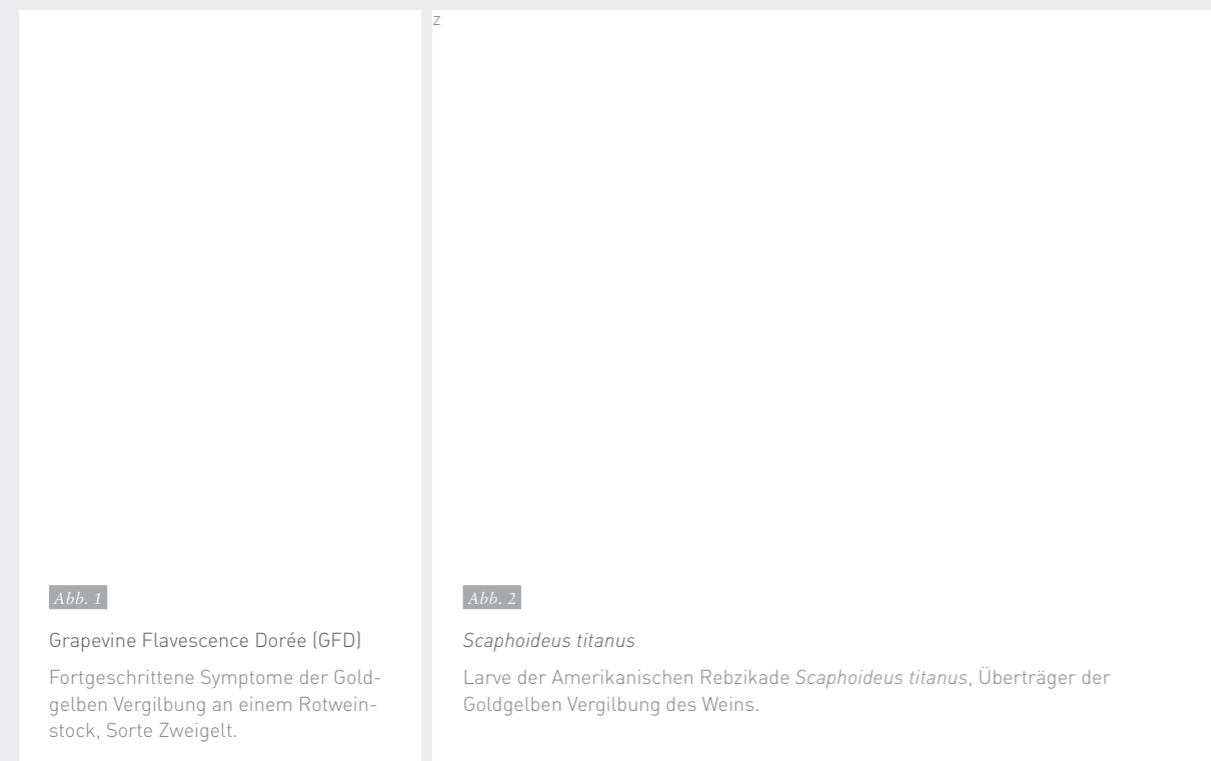 z
Abb. 1
Grapevine Flavescence Dorée (GFD)
Fortgeschrittene Symptome der Gold-
gelben Vergilbung an einem Rotwein-
stock, Sorte Zweigelt.
Abb. 2
Scaphoideus titanus
Larve der Amerikanischen Rebzikade Scaphoideus titanus, Überträger der
Goldgelben Vergilbung des Weins.